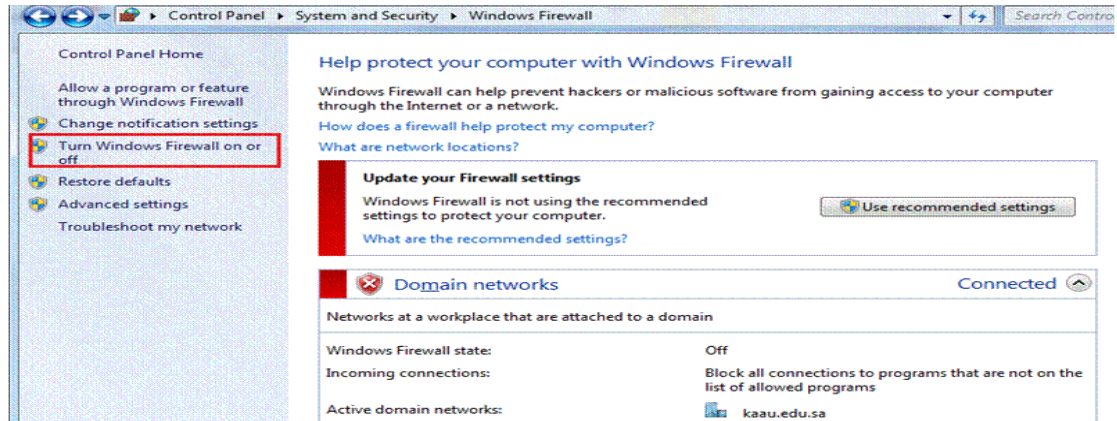 Control Panel ▸ System and Security ▸ Windows Firewall
Search Contro
Control Panel Home
Allow a program or feature
through Windows Firewall
Change notification settings
Turn Windows Firewall on or
off
Restore defaults
Advanced settings
Troubleshoot my network
Help protect your computer with Windows Firewall
Windows Firewall can help prevent hackers or malicious software from gaining access to your computer
through the Internet or a network.
How does a firewall help protect my computer?
What are network locations?
Update your Firewall settings
Windows Firewall is not using the recommended
settings to protect your computer.
Use recommended settings
What are the recommended settings?
Domain networks
Connected
Networks at a workplace that are attached to a domain
Windows Firewall state: Off
Incoming connections: Block all connections to programs that are not on the
list of allowed programs
Active domain networks: kaau.edu.sa